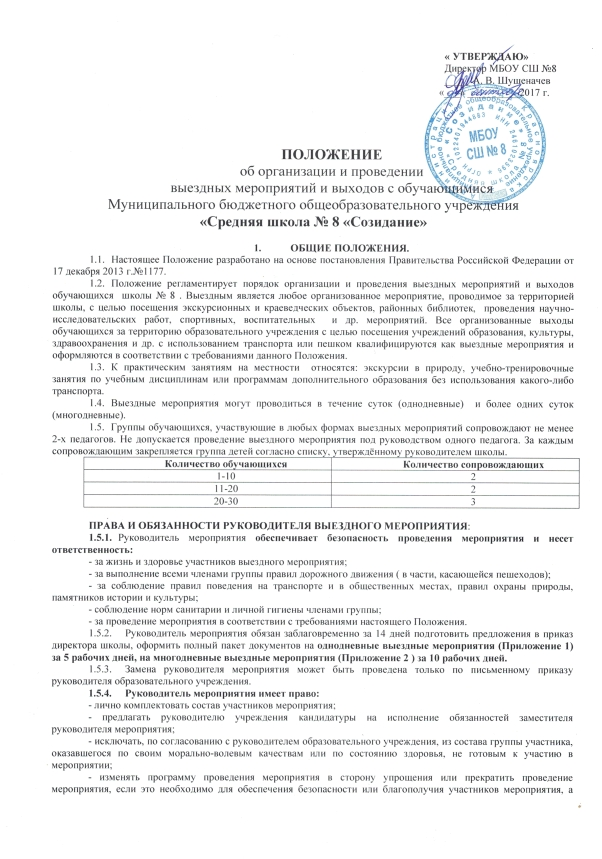 « УТВЕРЖДАЮ»
Директор МБОУ СШ №8
А. В. Шущеначев
2017 г.
МБОУ
СШ № 8
ПОЛОЖЕНИЕ
об организации и проведении
выездных мероприятий и выходов с обучающимися
Муниципального бюджетного общеобразовательного учреждения
«Средняя школа № 8 «Созидание»
1. ОБЩИЕ ПОЛОЖЕНИЯ.
1.1. Настоящее Положение разработано на основе постановления Правительства Российской Федерации от
17 декабря 2013 г.№1177.
1.2. Положение регламентирует порядок организации и проведения выездных мероприятий и выходов
обучающихся школы № 8 . Выездным является любое организованное мероприятие, проводимое за территорией
школы, с целью посещения экскурсионных и краеведческих объектов, районных библиотек, проведения научно-
исследовательских работ, спортивных, воспитательных и др. мероприятий. Все организованные выходы
обучающихся за территорию образовательного учреждения с целью посещения учреждений образования, культуры,
здравоохранения и др. с использованием транспорта или пешком квалифицируются как выездные мероприятия и
оформляются в соответствии с требованиями данного Положения.
1.3. К практическим занятиям на местности относятся: экскурсии в природу, учебно-тренировочные
занятия по учебным дисциплинам или программам дополнительного образования без использования какого-либо
транспорта.
1.4. Выездные мероприятия могут проводиться в течение суток (однодневные) и более одних суток
(многодневные).
1.5. Группы обучающихся, участвующие в любых формах выездных мероприятий сопровождают не менее
2-х педагогов. Не допускается проведение выездного мероприятия под руководством одного педагога. За каждым
сопровождающим закрепляется группа детей согласно списку, утверждённому руководителем школы.
Количество обучающихся Количество сопровождающих
1-10 2
11-20 2
20-30 3
ПРАВА И ОБЯЗАННОСТИ РУКОВОДИТЕЛЯ ВЫЕЗДНОГО МЕРОПРИЯТИЯ:
1.5.1. Руководитель мероприятия обеспечивает безопасность проведения мероприятия и несет
ответственность:
- за жизнь и здоровье участников выездного мероприятия;
- за выполнение всеми членами группы правил дорожного движения ( в части, касающейся пешеходов);
- за соблюдение правил поведения на транспорте и в общественных местах, правил охраны природы,
памятников истории и культуры;
- соблюдение норм санитарии и личной гигиены членами группы;
- за проведение мероприятия в соответствии с требованиями настоящего Положения.
1.5.2. Руководитель мероприятия обязан заблаговременно за 14 дней подготовить предложения в приказ
директора школы, оформить полный пакет документов на однодневные выездные мероприятия (Приложение 1)
за 5 рабочих дней, на многодневные выездные мероприятия (Приложение 2 ) за 10 рабочих дней.
1.5.3. Замена руководителя мероприятия может быть проведена только по письменному приказу
руководителя образовательного учреждения.
1.5.4. Руководитель мероприятия имеет право:
- лично комплектовать состав участников мероприятия;
- предлагать руководителю учреждения кандидатуры на исполнение обязанностей заместителя
руководителя мероприятия;
- исключать, по согласованию с руководителем образовательного учреждения, из состава группы участника,
оказавшегося по своим морально-волевым качествам или по состоянию здоровья, не готовым к участию в
мероприятии;
- изменять программу проведения мероприятия в сторону упрощения или прекратить проведение
мероприятия, если это необходимо для обеспечения безопасности или благополучия участников мероприятия, а